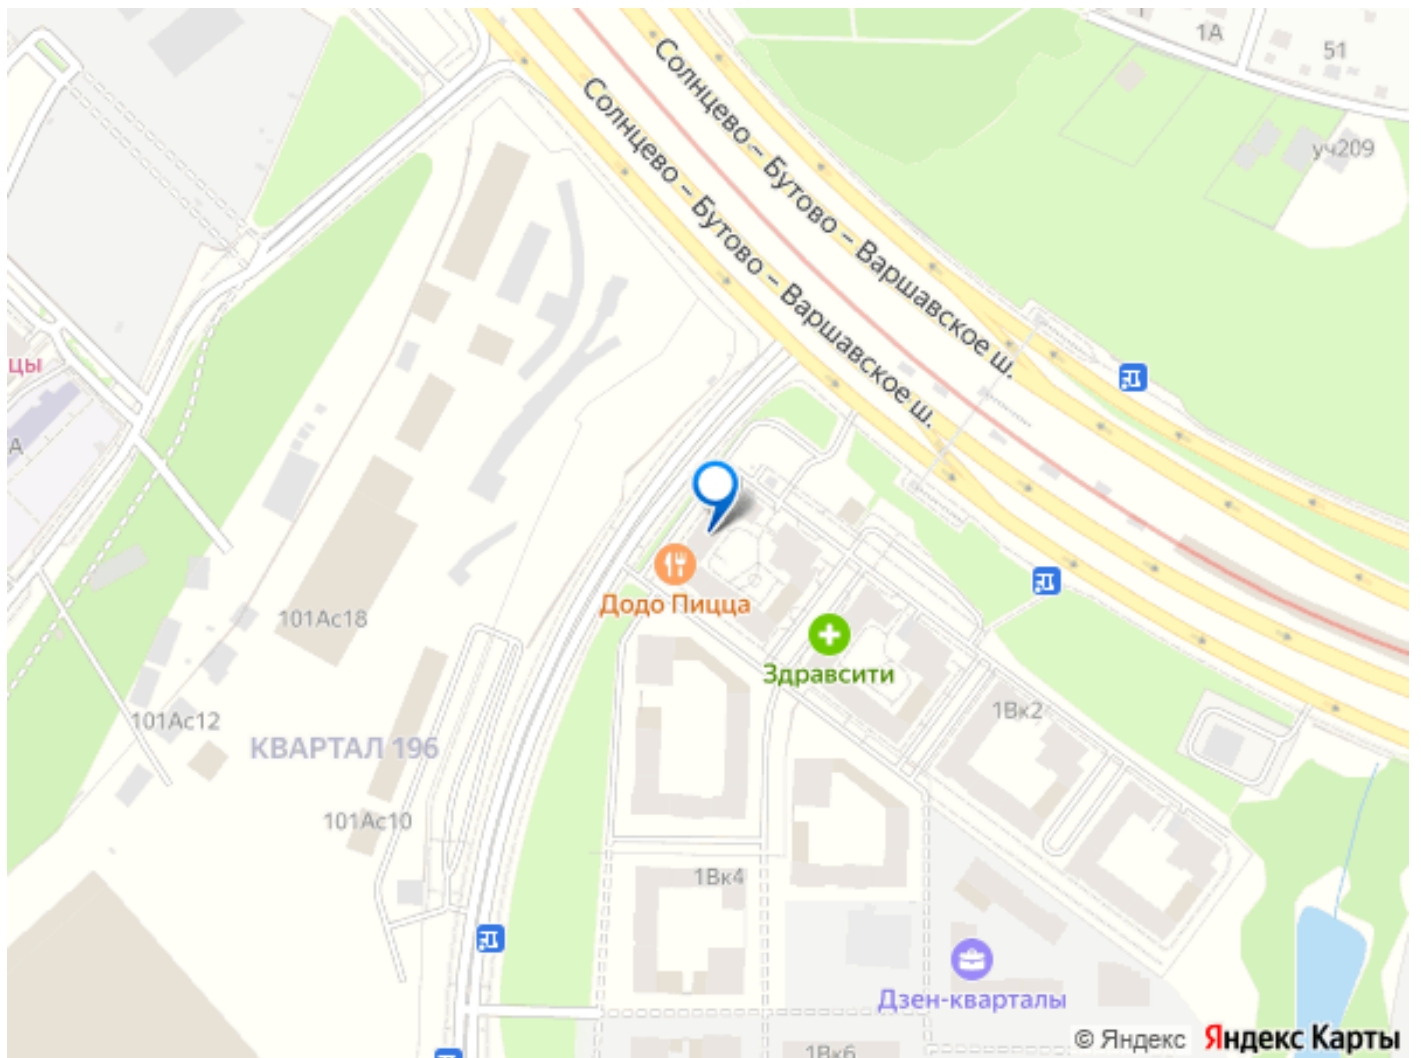 1А
51
Солнцево – Бутово – Варшавское ш.
Солнцево – Бутово – Варшавское ш.
уч209
цы
А
Додо Пицца
101Ас18
Здравсити
101Ас12
1Вк2
КВАРТАЛ 196
101Ас10
1Вк4
Дзен-кварталы
1Вк6
© Яндекс Яндекс Карты